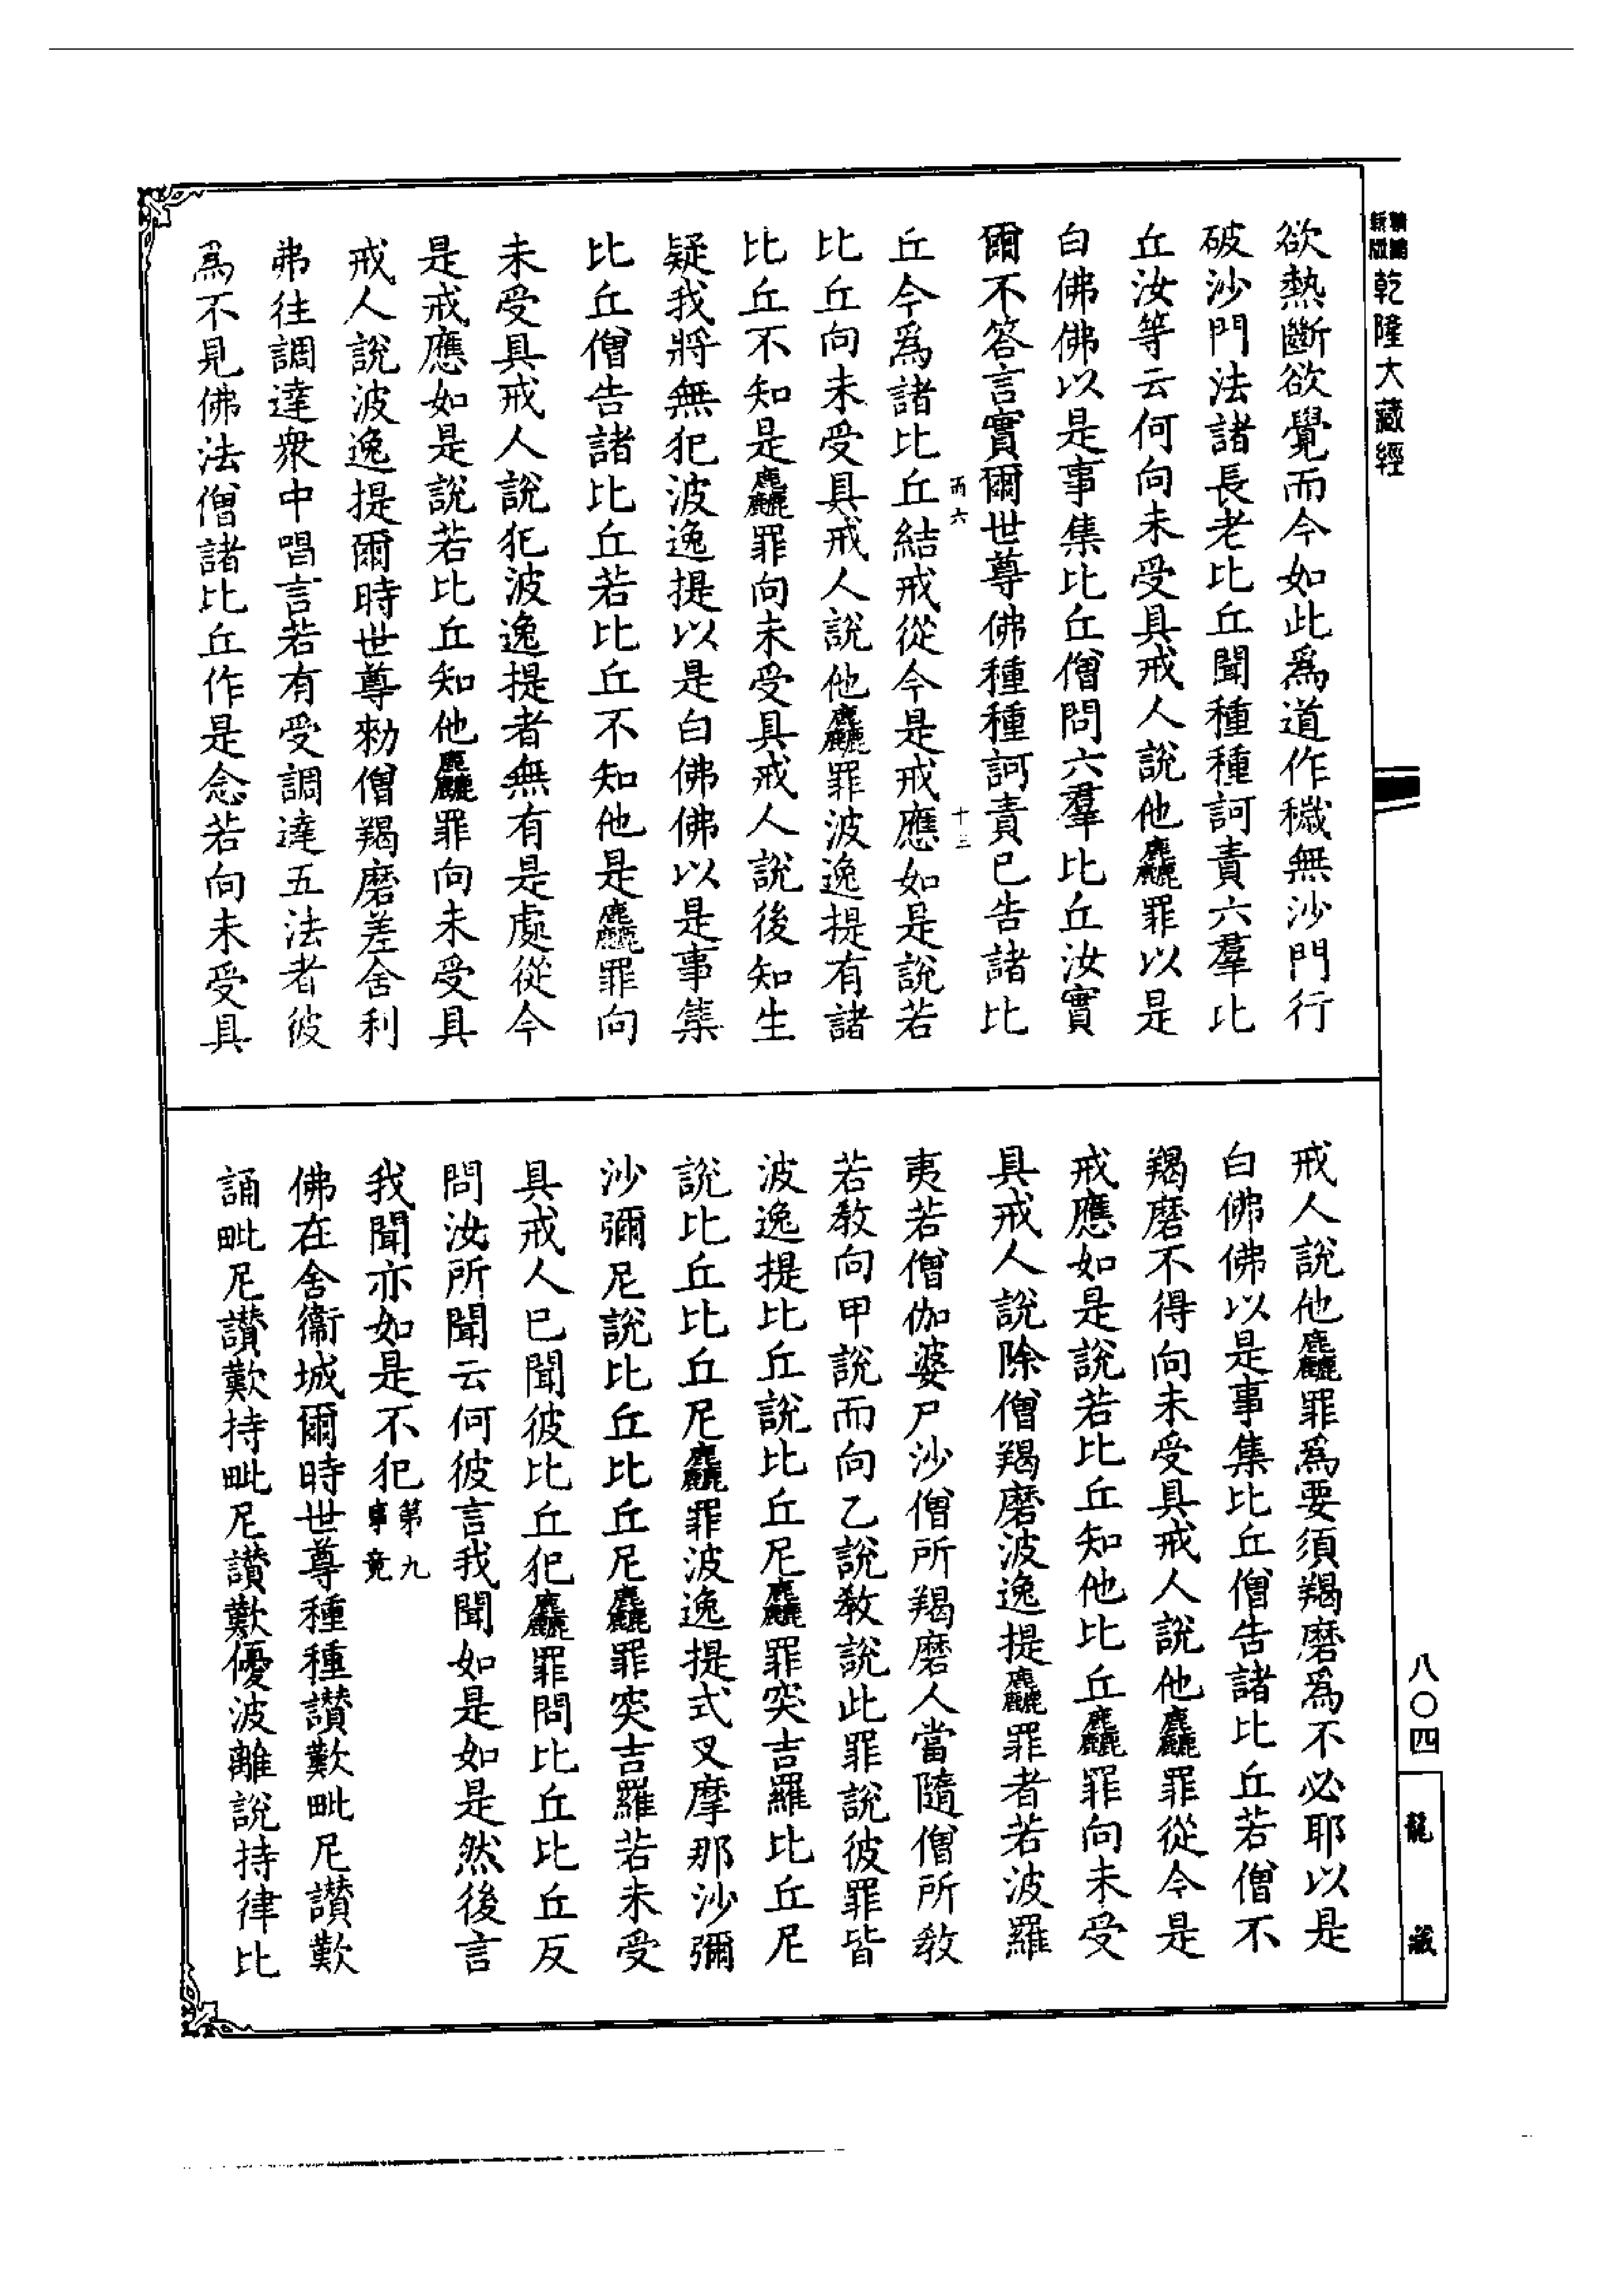 新編
新版
乾隆大藏經
欲熱斷欲覺而今如此爲道作穢無沙門行
破沙門法諸長老比丘聞種種訶責六羣比
丘汝等云何向未受具戒人說他麤罪以是
白佛佛以是事集比丘僧問六羣比丘汝實
爾不答言實爾世尊佛種種訶責已告諸比
雨六 十三
丘今爲諸比丘結戒從今是戒應如是說若
比丘向未受具戒人說他麤罪波逸提有諸
比丘不知是麤罪向未受具戒人說後知生
疑我將無犯波逸提以是白佛佛以是事集
比丘僧告諸比丘若比丘不知他是麤罪向
未受具戒人說犯波逸提者無有是處從今
是戒應如是說若比丘知他麤罪向未受具
戒人說波逸提爾時世尊勑僧羯磨差舍利
弗往調達衆中唱言若有受調達五法者彼
爲不見佛法僧諸比丘作是念若向未受具
戒人說他麤罪爲要須羯磨爲不必耶以是
白佛佛以是事集比丘僧告諸比丘若僧不
羯磨不得向未受具戒人說他麤罪從今是
戒應如是說若比丘知他比丘麤罪向未受
具戒人說除僧羯磨波逸提麤罪者若波羅
夷若僧伽婆尸沙僧所羯磨人當隨僧所教
若教向甲說而向乙說教說此罪說彼罪皆
波逸提比丘說比丘尼麤罪突吉羅比丘尼
說比丘比丘尼麤罪波逸提式叉摩那沙彌
沙彌尼說比丘比丘尼麤罪突吉羅若未受
具戒人已聞彼比丘犯麤罪問比丘比丘反
問汝所聞云何彼言我聞如是如是然後言
我聞亦如是不犯第九事竟
佛在舍衞城爾時世尊種種讚歎毗尼讚歎
誦毗尼讚歎持毗尼讚歎優波離說持律比
八〇四
龍藏